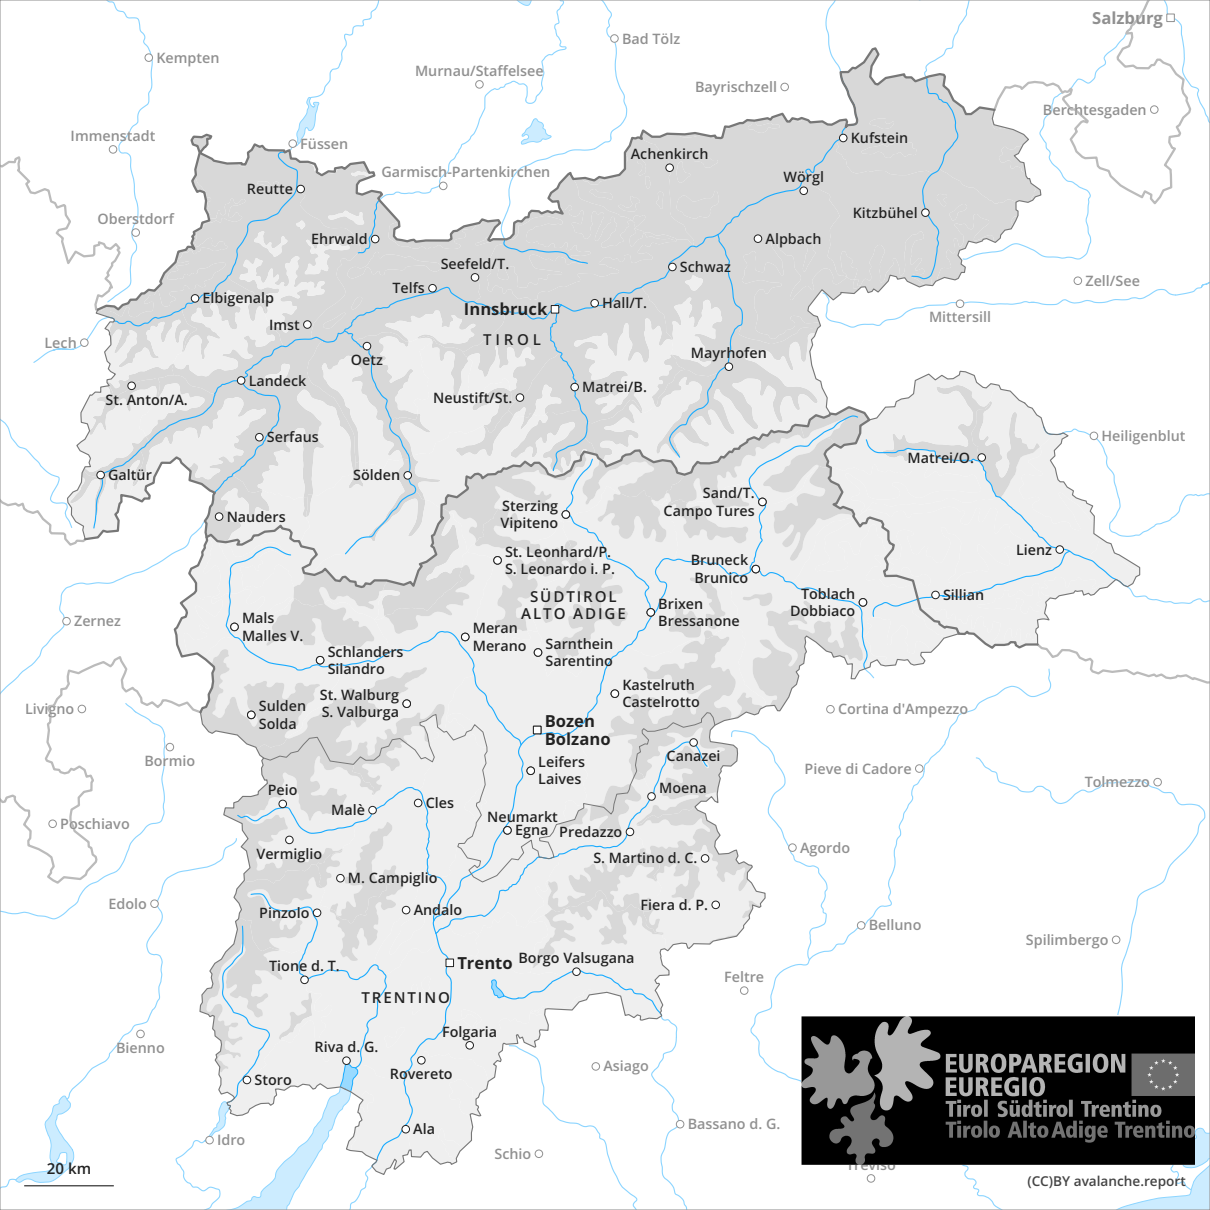 Salzburg
Bad Tölz
Kempten
Murnau/Staffelsee
Bayrischzell
Berchtesgaden
Immenstadt
Füssen
Kufstein
Achenkirch
Garmisch-Partenkirchen
Wörgl
Reutte
Oberstdorf
Kitzbühel
Ehrwald
Alpbach
Seefeld/T.
Schwaz
Zell/See
Telfs
Elbigenalp
Hall/T.
Innsbruck
Mittersill
Imst
TIROL
Lech
Mayrhofen
Oetz
Landeck
Matrei/B.
St. Anton/A.
Neustift/St.
Serfaus
Heiligenblut
Matrei/O.
Galtür
Sölden
Sand/T.
Campo Tures
Sterzing
Vipiteno
Nauders
Lienz
St. Leonhard/P.
S. Leonardo i. P.
Bruneck
Brunico
SÜDTIROL
ALTO ADIGE
Toblach
Dobbiaco
Sillian
Brixen
Bressanone
Zernez
Mals
Malles V.
Meran
Merano
Sarnthein
Sarentino
Schlanders
Silandro
Kastelruth
Castelrotto
St. Walburg
S. Valburga
Livigno
Sulden
Solda
Cortina d'Ampezzo
Bozen
Bolzano
Bormio
Canazei
Leifers
Laives
Pieve di Cadore
Tolmezzo
Peio
Moena
Malè
Cles
Neumarkt
Egna
Predazzo
Poschiavo
Vermiglio
Agordo
S. Martino d. C.
M. Campiglio
Edolo
Pinzolo
Andalo
Fiera d. P.
Belluno
Spilimbergo
Trento
Borgo Valsugana
Tione d. T.
Feltre
TRENTINO
Folgaria
Bienno
Riva d. G.
Rovereto
Asiago
Storo
EUROPAREGION
EUREGIO
Tirol Südtirol Trentino
Tirolo Alto Adige Trentino
Ala
Bassano d. G.
Idro
Schio
Treviso
20 km
(CC)BY avalanche.report